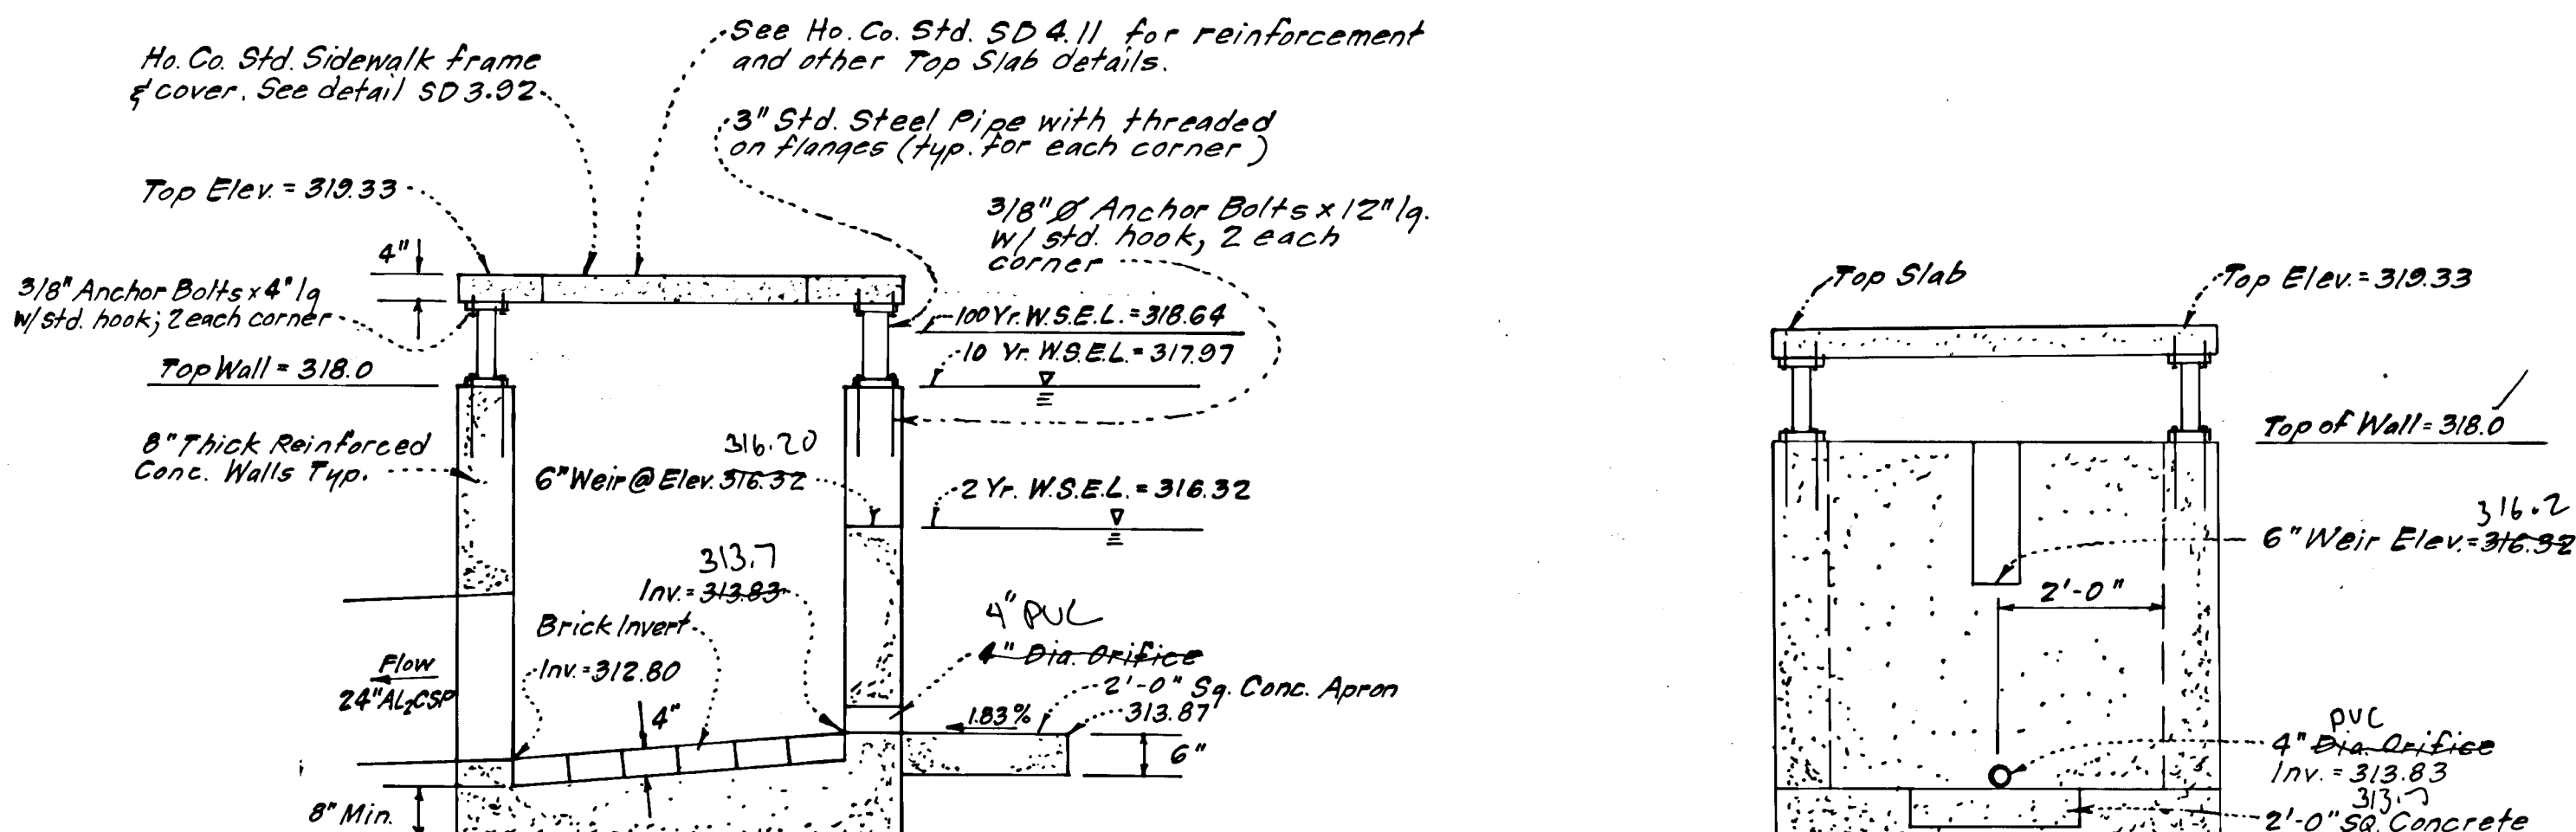 See Ho. Co. Std. SD 4.11 for reinforcement
and other Top Slab details.
Ho. Co. Std. Sidewalk frame
& cover. See detail SD 3.92
3" Std. Steel Pipe with threaded
on flanges (typ. for each corner)
Top Elev. = 319.33
3/8" Ø Anchor Bolts x 12" lg.
w/ std. hook, 2 each
corner
4"
3/8" Anchor Bolts x 4" lg
w/ std. hook; 2 each corner
100 Yr. W.S.E.L. = 318.64
10 Yr. W.S.E.L. = 317.97
Top Wall = 318.0
8" Thick Reinforced
Conc. Walls Typ.
316.20
6" Weir @ Elev. 316.32
2 Yr. W.S.E.L. = 316.32
313.7
Inv. = 313.83
Brick Invert
Inv. = 312.80
4" PVC
4" Dia. Orifice
2'-0" Sq. Conc. Apron
313.87
1.83%
Flow
24" AL2CSP
4"
6"
8" Min.
Top Slab
Top Elev. = 319.33
Top of Wall = 318.0
316.2
6" Weir Elev. = 316.32
2'-0"
PVC
4" Dia. Orifice
Inv. = 313.83
313.7
2'-0" SQ. Concrete